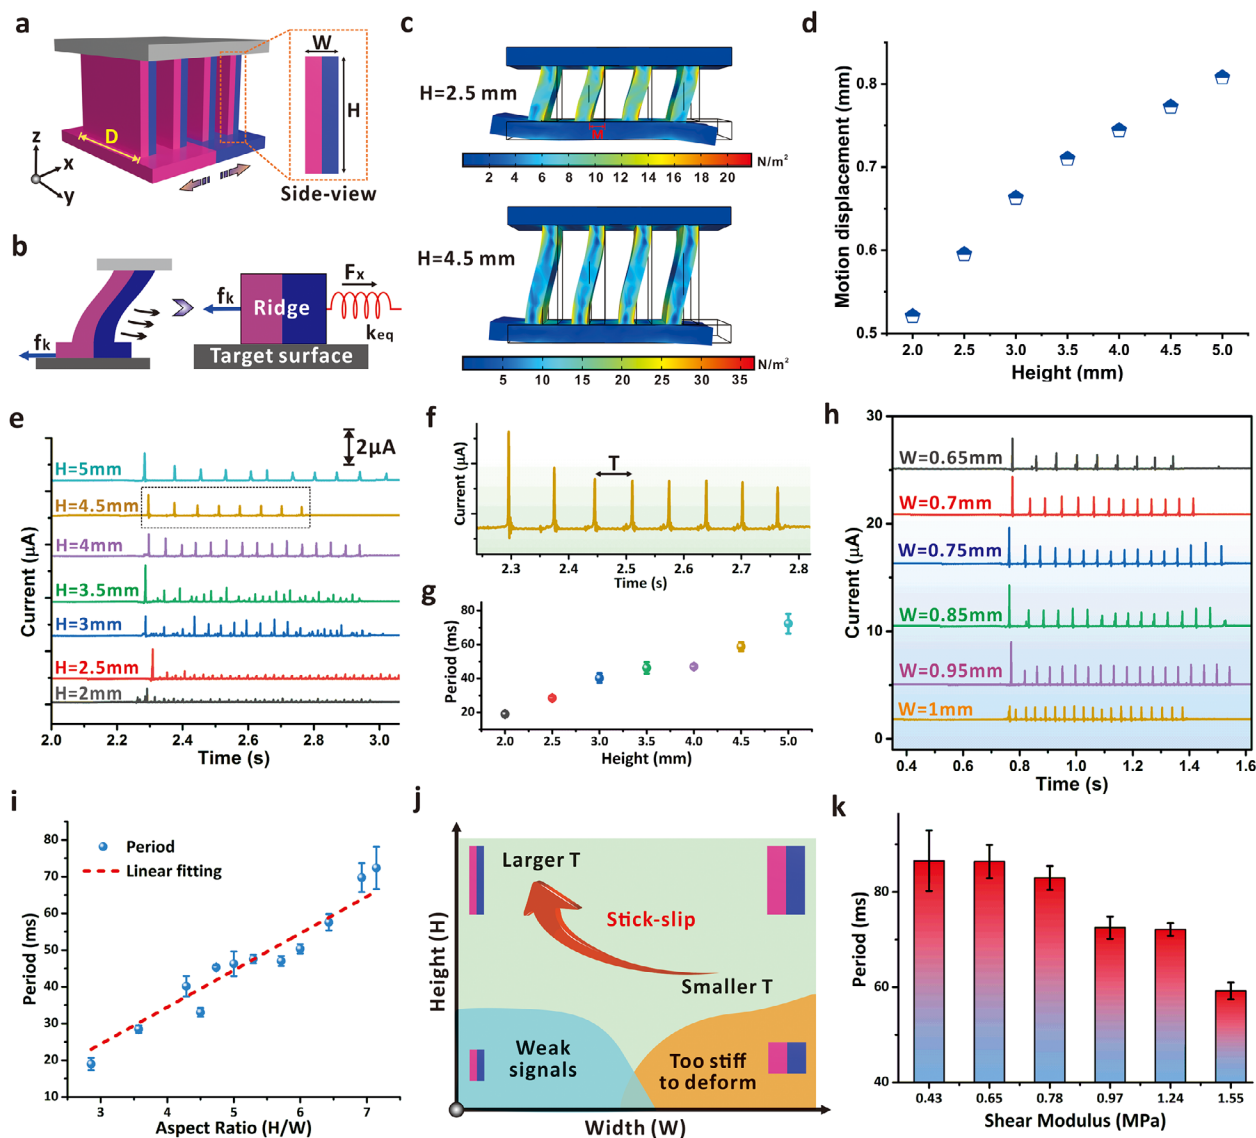 a
W
H
D
z
x
y
Side-view
b
fk
fk
Ridge
Fx
keq
Target surface
c
H=2.5 mm
M
N/m²
2 4 6 8 10 12 14 16 18 20
H=4.5 mm
N/m²
5 10 15 20 25 30 35
d
Motion displacement (mm)
0.8
0.7
0.6
0.5
2.0 2.5 3.0 3.5 4.0 4.5 5.0
Height (mm)
e
2μA
H=5mm
H=4.5mm
H=4mm
H=3.5mm
H=3mm
H=2.5mm
H=2mm
Current (μA)
2.0 2.2 2.4 2.6 2.8 3.0
Time (s)
f
T
Current (μA)
2.3 2.4 2.5 2.6 2.7 2.8
Time (s)
g
Period (ms)
80
60
40
20
2.0 2.5 3.0 3.5 4.0 4.5 5.0
Height (mm)
h
30
20
10
0
Current (μA)
W=0.65mm
W=0.7mm
W=0.75mm
W=0.85mm
W=0.95mm
W=1mm
0.4 0.6 0.8 1.0 1.2 1.4 1.6
Time (s)
i
Period
Linear fitting
Period (ms)
80
70
60
50
40
30
20
10
3 4 5 6 7
Aspect Ratio (H/W)
j
Height (H)
Larger T
Stick-slip
Smaller T
Weak
signals
Too stiff
to deform
Width (W)
k
Period (ms)
80
60
40
0.43 0.65 0.78 0.97 1.24 1.55
Shear Modulus (MPa)